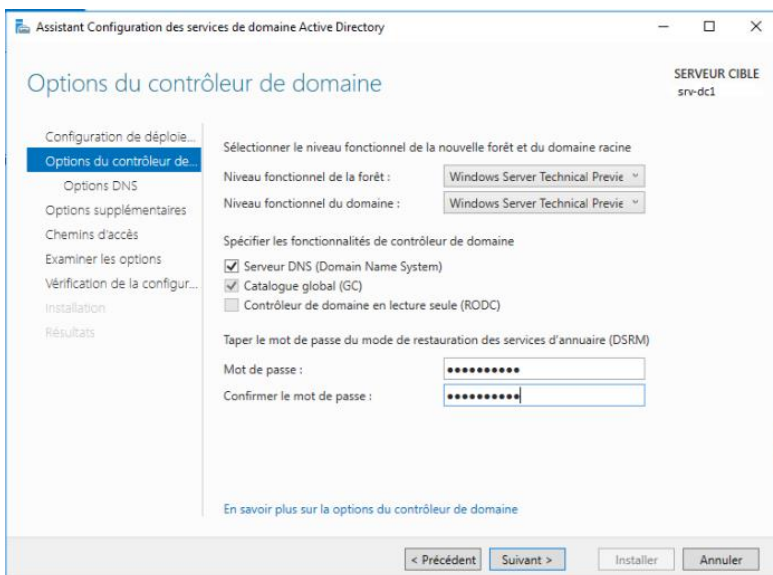 Assistant Configuration des services de domaine Active Directory
Options du contrôleur de domaine
SERVEUR CIBLE
srv-dc1
Configuration de déploie...
Options du contrôleur de...
Options DNS
Options supplémentaires
Chemins d'accès
Examiner les options
Vérification de la configur...
Installation
Résultats
Sélectionner le niveau fonctionnel de la nouvelle forêt et du domaine racine
Niveau fonctionnel de la forêt :
Windows Server Technical Previe
Niveau fonctionnel du domaine :
Windows Server Technical Previe
Spécifier les fonctionnalités de contrôleur de domaine
Serveur DNS (Domain Name System)
Catalogue global (GC)
Contrôleur de domaine en lecture seule (RODC)
Taper le mot de passe du mode de restauration des services d'annuaire (DSRM)
Mot de passe :
●●●●●●●●●●
Confirmer le mot de passe :
●●●●●●●●●●
En savoir plus sur la options du contrôleur de domaine
< Précédent
Suivant >
Installer
Annuler